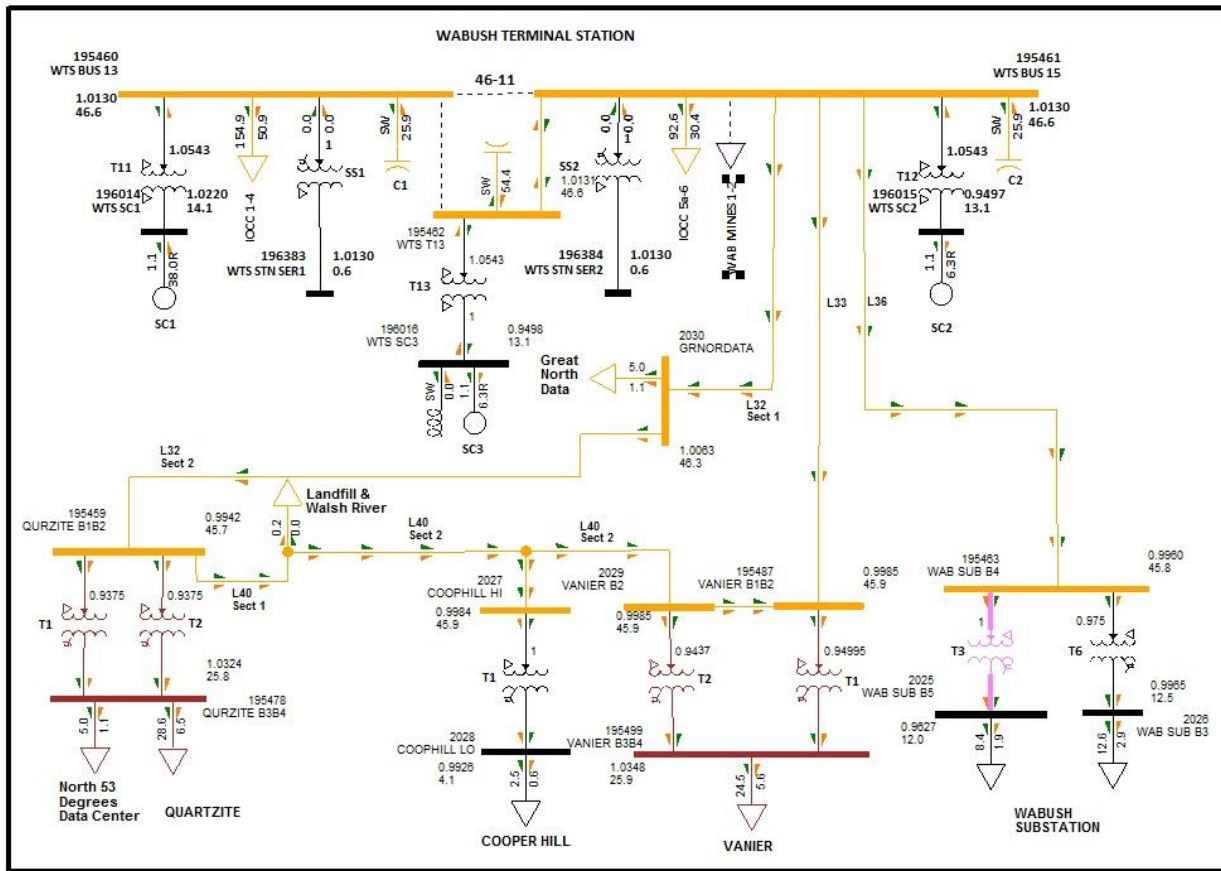 WABUSH TERMINAL STATION
195460
WTS BUS 13
46-11
195461
WTS BUS 15
1.0130
46.6
1.0130
46.6
154.9
50.9
0.0
0.0
1
SW
25.9
SW
54.4
0.0
1
92.6
30.4
SW
25.9
1.0543
T11
IOCC 1-4
SS1
C1
SS2
1.0131
46.6
IOCC 5a-6
WAB MINES 1-2
1.0543
T12
C2
196014
WTS SC1
1.0220
14.1
196015
WTS SC2
0.9497
13.1
195462
WTS T13
1.0543
196383
WTS STN SER1
1.0130
0.6
196384
WTS STN SER2
1.0130
0.6
1.1
38.0R
SC1
T13
1
1.1
6.3R
SC2
L33
L36
196016
WTS SC3
0.9498
13.1
2030
GRNORDATA
Great
North
Data
5.0
1.1
SW
0.0
1.1
6.3R
SC3
L32
Sect 1
1.0063
46.3
L32
Sect 2
Landfill &
Walsh River
0.2
0.0
195459
QURZITE B1B2
0.9942
45.7
L40
Sect 2
L40
Sect 2
L40
Sect 1
2027
COOPHILL HI
2029
VANIER B2
195487
VANIER B1B2
0.9985
45.9
195463
WAB SUB B4
0.9960
45.8
0.9375
0.9375
T1
T2
0.9984
45.9
0.9985
45.9
1
T1
0.9437
T2
0.94995
T1
1
T3
0.975
T6
1.0324
25.8
195478
QURZITE B3B4
2025
WAB SUB B5
0.9627
12.0
0.9965
12.5
2026
WAB SUB B3
5.0
1.1
28.6
6.5
2028
COOPHILL LO
0.9926
4.1
2.5
0.6
195499
VANIER B3B4
1.0348
25.9
24.5
5.6
8.4
1.9
12.6
2.9
North 53
Degrees
Data Center
QUARTZITE
COOPER HILL
VANIER
WABUSH
SUBSTATION